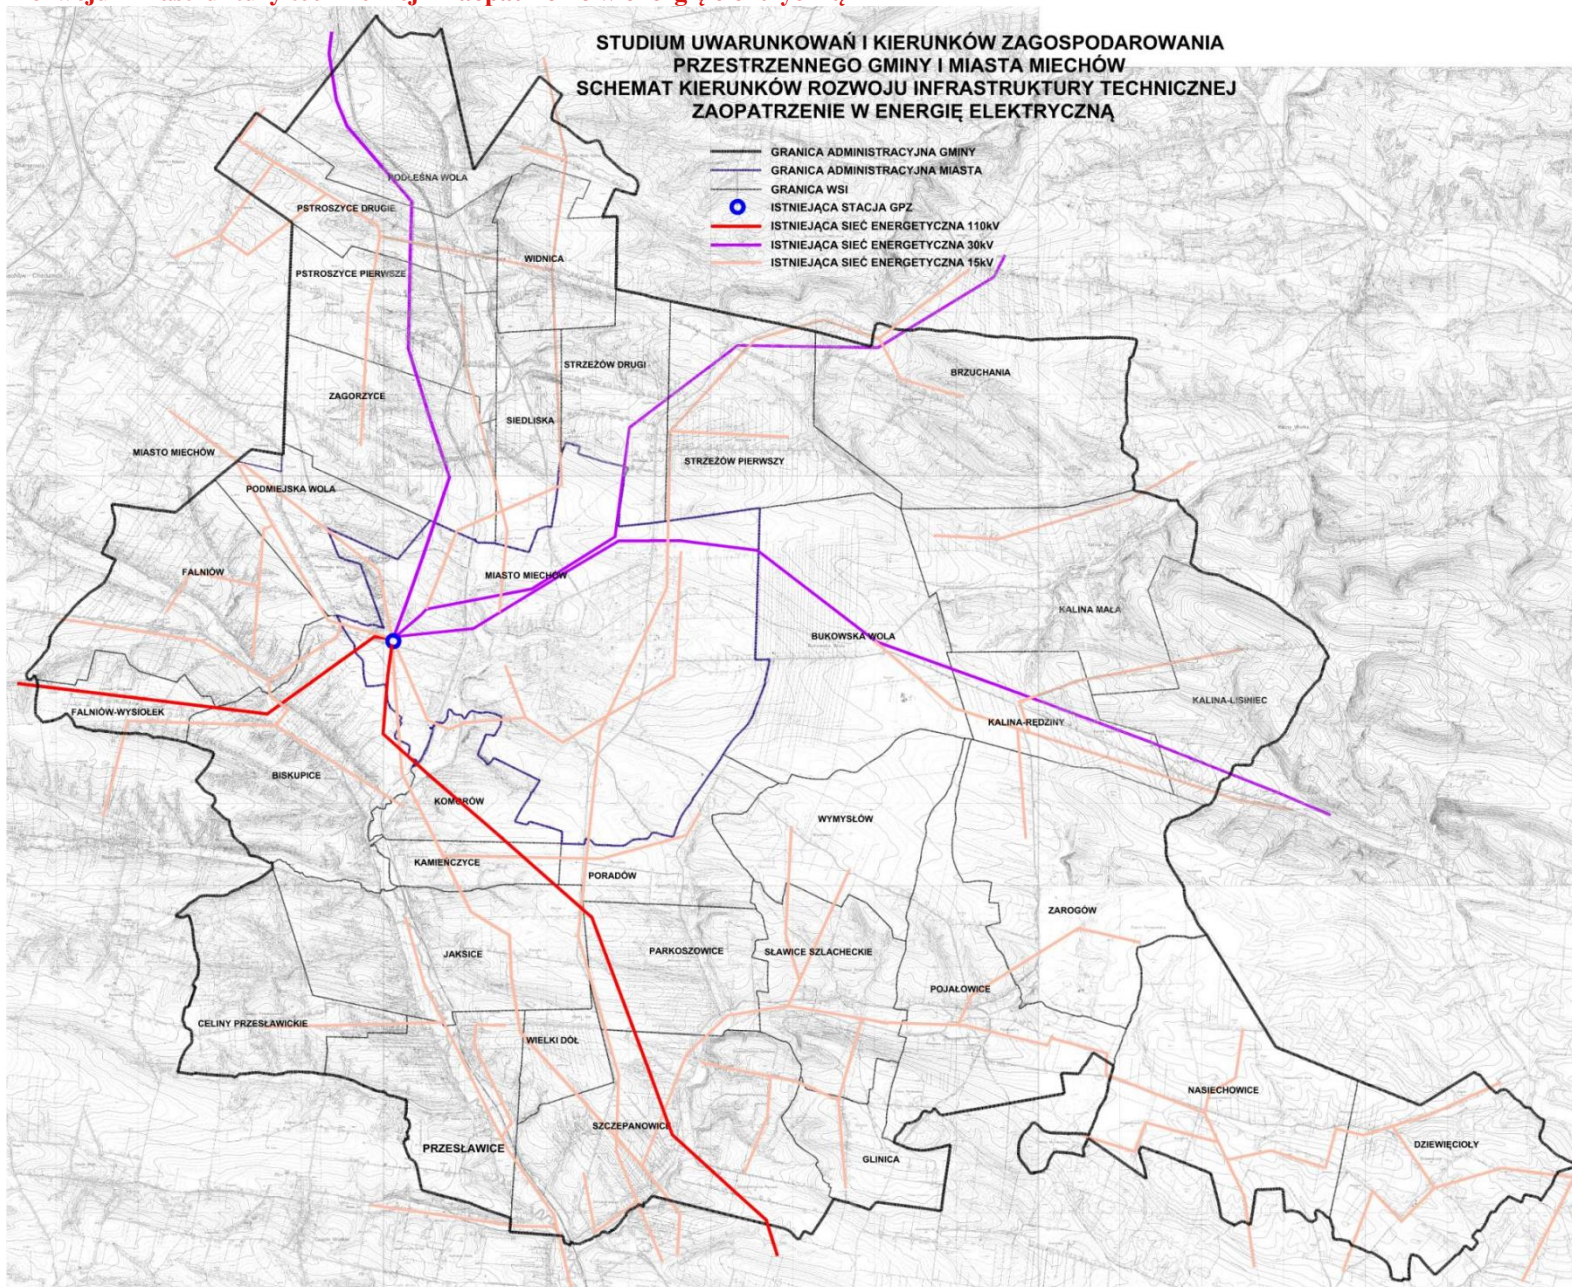 STUDIUM UWARUNKOWAŃ I KIERUNKÓW ZAGOSPODAROWANIA
PRZESTRZENNEGO GMINY I MIASTA MIECHÓW
SCHEMAT KIERUNKÓW ROZWOJU INFRASTRUKTURY TECHNICZNEJ
ZAOPATRZENIE W ENERGIĘ ELEKTRYCZNĄ
GRANICA ADMINISTRACYJNA GMINY
GRANICA ADMINISTRACYJNA MIASTA
GRANICA WSI
ISTNIEJĄCA STACJA GPZ
ISTNIEJĄCA SIEĆ ENERGETYCZNA 110kV
ISTNIEJĄCA SIEĆ ENERGETYCZNA 30kV
ISTNIEJĄCA SIEĆ ENERGETYCZNA 15kV
PODLEŚNA WOLA
PSTROSZYCE DRUGIE
WIDNICA
PSTROSZYCE PIERWSZE
STRZEŻÓW DRUGI
BRZUCHANIA
ZAGORZYCE
SIEDLISKA
MIASTO MIECHÓW
STRZEŻÓW PIERWSZY
PODMIEJSKA WOLA
FALNIÓW
MIASTO MIECHÓW
KALINA MAŁA
BUKOWSKA WOLA
KALINA-LISINIEC
FALNIÓW-WYSIOŁEK
KALINA-RĘDZINY
BISKUPICE
KOMORÓW
WYMYSŁÓW
KAMIEŃCZYCE
PORADÓW
ZAROGÓW
JAKSICE
PARKOSZOWICE
SŁAWICE SZLACHECKIE
POJAŁOWICE
CELINY PRZESŁAWICKIE
WIELKI DÓŁ
NASIECHOWICE
SZCZEPANOWICE
PRZESŁAWICE
DZIEWIĘCIOŁY
GLINICA